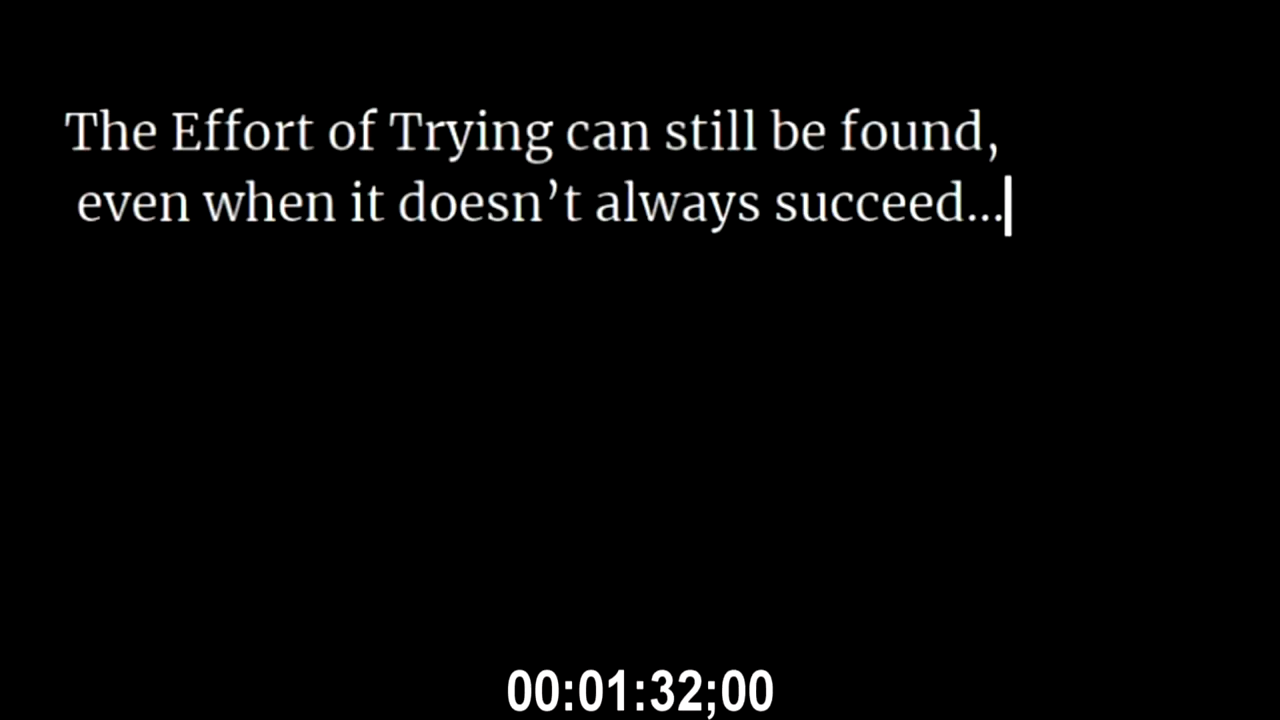 The Effort of Trying can still be found,
even when it doesn’t always succeed...
00:01:32;00